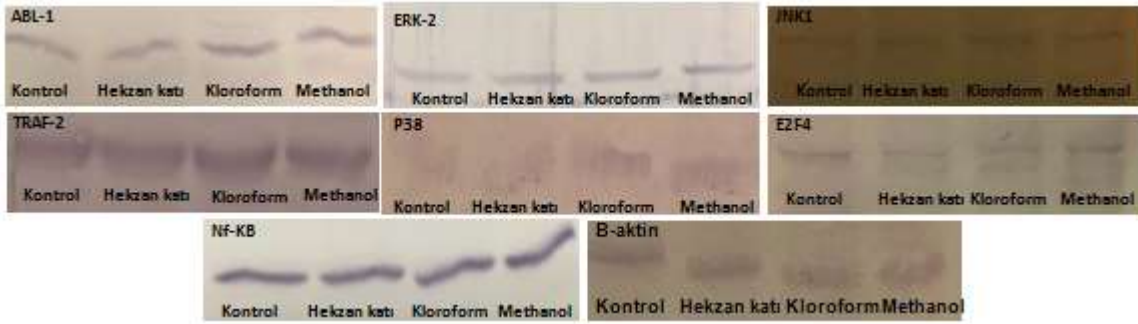 ABL-1
Kontrol Hekzan katı Kloroform Methanol
ERK-2
Kontrol Hekzan katı Kloroform Methanol
JNK1
Kontrol Hekzan katı Kloroform Methanol
TRAF-2
Kontrol Hekzan katı Kloroform Methanol
P38
Kontrol Hekzan katı Kloroform Methanol
E2F4
Kontrol Hekzan katı Kloroform Methanol
Nf-KB
Kontrol Hekzan katı Kloroform Methanol
B-aktin
Kontrol Hekzan katı Kloroform Methanol